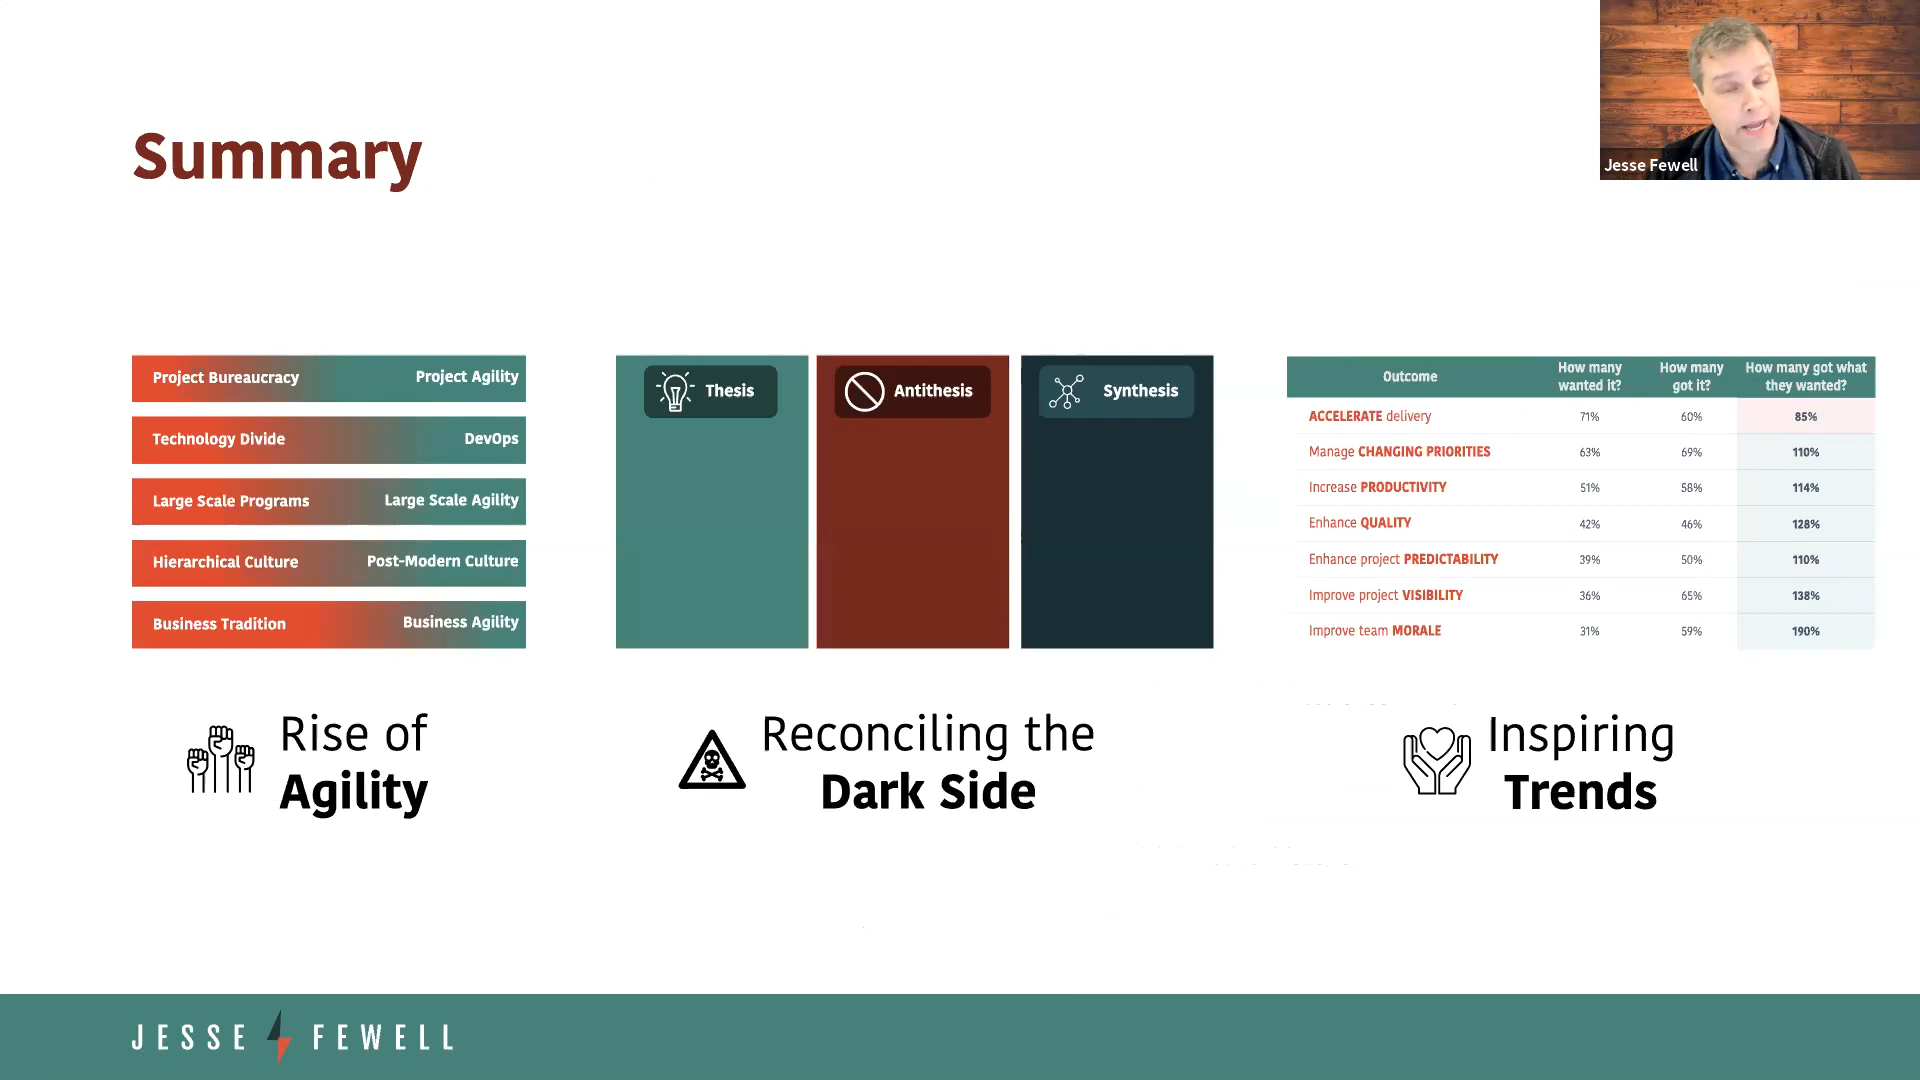 Summary
Jesse Fewell
Project Bureaucracy Project Agility
Technology Divide DevOps
Large Scale Programs Large Scale Agility
Hierarchical Culture Post-Modern Culture
Business Tradition Business Agility
Rise of
Agility
Thesis
Antithesis
Synthesis
Reconciling the
Dark Side
Outcome How many wanted it? How many got it? How many got what they wanted?
ACCELERATE delivery 71% 60% 85%
Manage CHANGING PRIORITIES 63% 69% 110%
Increase PRODUCTIVITY 51% 58% 114%
Enhance QUALITY 42% 46% 128%
Enhance project PREDICTABILITY 39% 50% 110%
Improve project VISIBILITY 36% 65% 138%
Improve team MORALE 31% 59% 190%
Inspiring
Trends
JESSE FEWELL